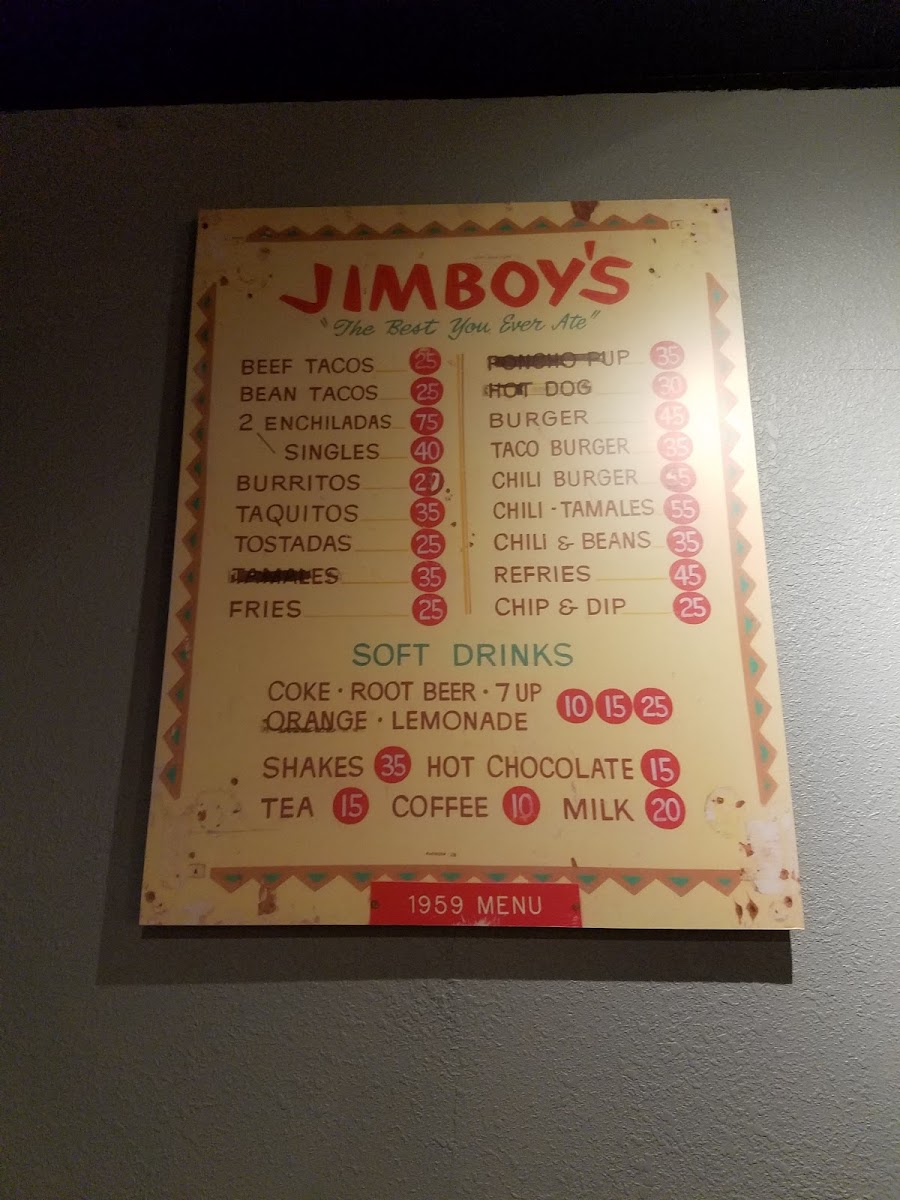 JIMBOY'S
"The Best You Ever Ate"
BEEF TACOS 25
BEAN TACOS 25
2 ENCHILADAS 75
SINGLES 40
BURRITOS
TAQUITOS 35
TOSTADAS 25
TAMALES 35
FRIES 25
PONCHO PUP 35
HOT DOG 30
BURGER 45
TACO BURGER 35
CHILI BURGER 45
CHILI - TAMALES 55
CHILI & BEANS 35
REFRIES 45
CHIP & DIP 25
SOFT DRINKS
COKE · ROOT BEER · 7 UP
ORANGE · LEMONADE
10 15 25
SHAKES 35 HOT CHOCOLATE 15
TEA 15 COFFEE 10 MILK 20
1959 MENU